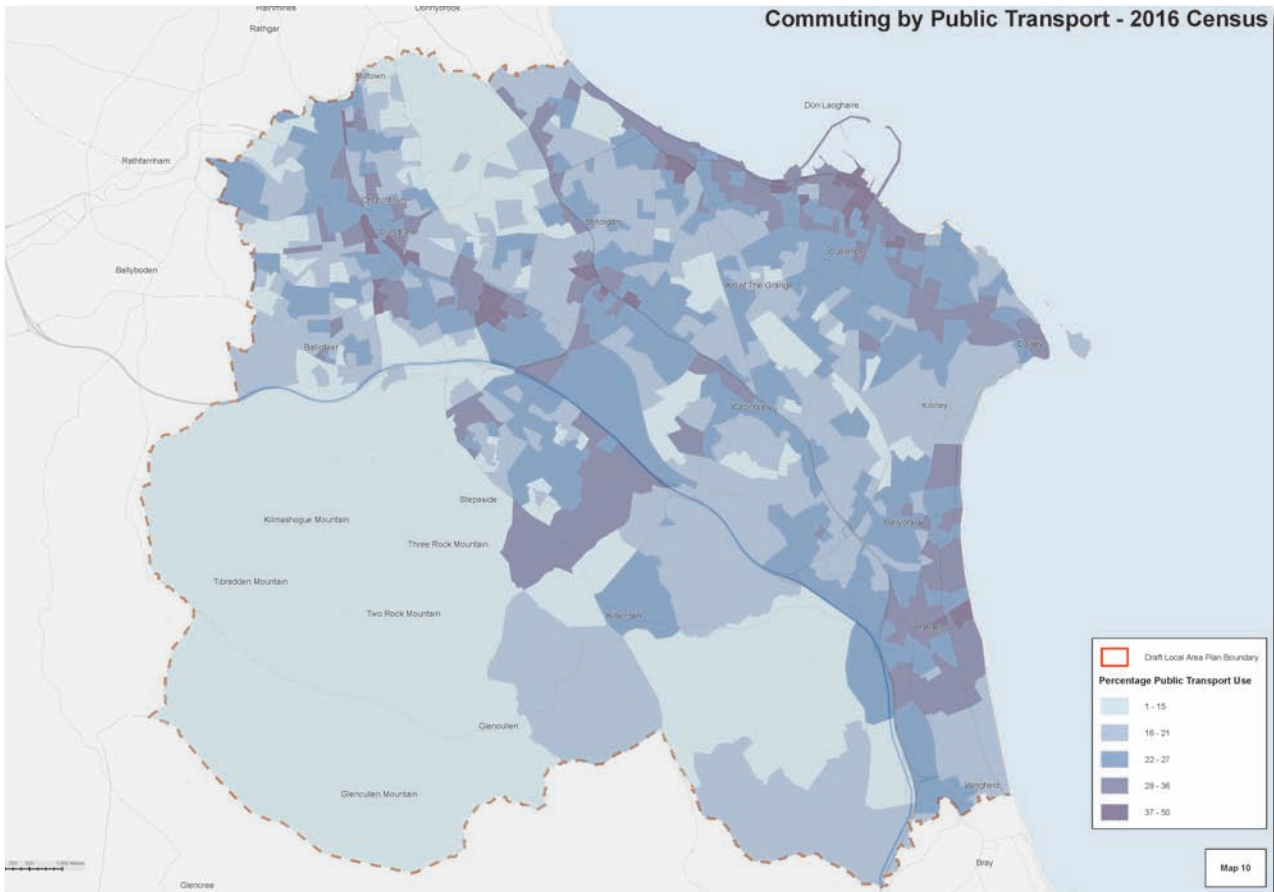 Commuting by Public Transport - 2016 Census
Rathmines
Donnybrook
Rathgar
Milltown
Dún Laoghaire
Rathfarnham
Churchtown
Dundrum
Stillorgan
Ballyboden
Kill of The Grange
Ballinteer
Dalkey
Cabinteely
Killiney
Stepside
Kilmashogue Mountain
Three Rock Mountain
Ballybrack
Tibradden Mountain
Two Rock Mountain
Kilternan
Shankill
Draft Local Area Plan Boundary
Percentage Public Transport Use
1 - 15
16 - 21
22 - 27
28 - 36
37 - 50
Glencullen
Glencullen Mountain
Bray
Map 10
Glencree